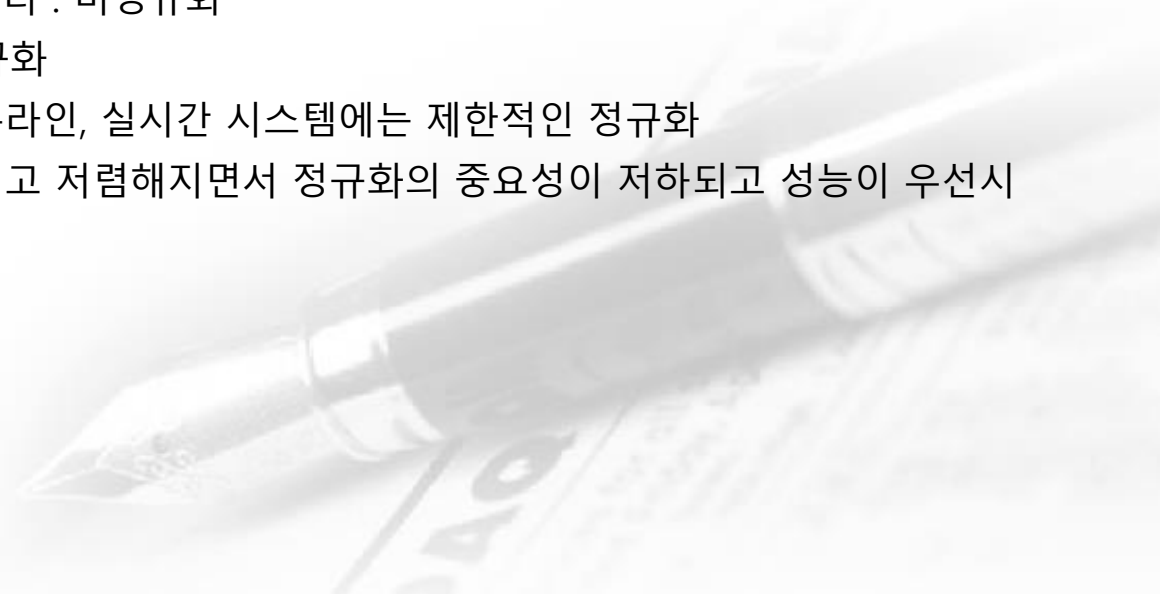 : 비정규화
규화
라인, 실시간 시스템에는 제한적인 정규화
고 저렴해지면서 정규화의 중요성이 저하되고 성능이 우선시